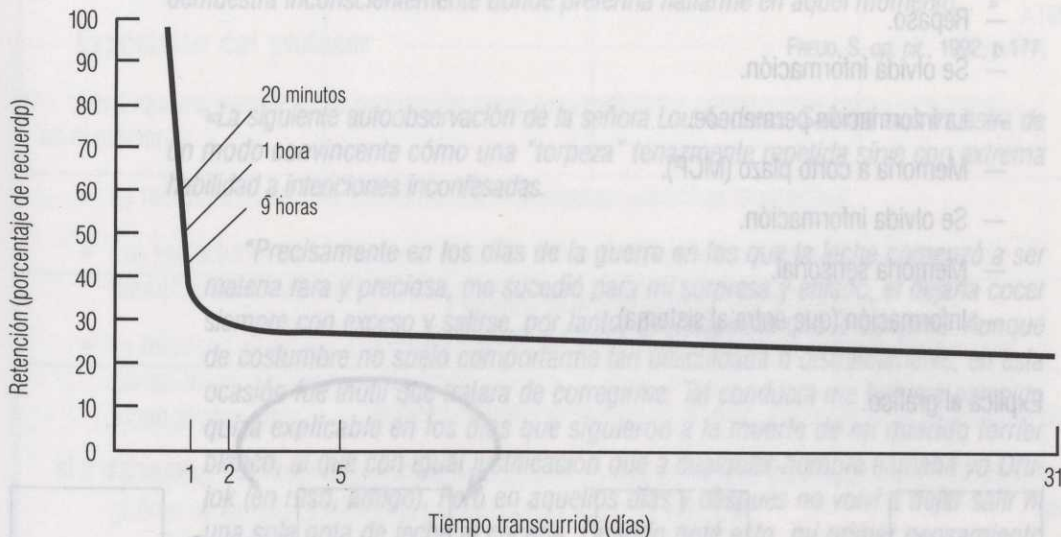 Retención (porcentaje de recuerdo)
100
90
80
70
60
50
40
30
20
10
0
20 minutos
1 hora
9 horas
1 2 5 31
Tiempo transcurrido (días)
demuestra inconscientemente dónde preferiría hallarme en aquel momento
FREUD, S., op. cit., 1992, p. 177.
«La siguiente autoobservación de la señora Lou de
un modo convincente cómo una "torpeza" tenazmente repetida sirve con extrema
habilidad a intenciones inconfesadas.
"Precisamente en los días de la guerra en los que la leche comenzó a ser
materia rara y preciosa, me sucedió, para mi sorpresa y enfado, el dejarla cocer
siempre con exceso y salirse, por tanto,
de costumbre no suelo comportarme tan descuidada o distraídamente, en esta
ocasión fue inútil que tratara de corregirme. Tal conducta me
quizá explicable en los días que siguieron a la muerte de mi querido terrier
blanco, al que con igual justificación que a cualquier hombre llamaba yo Dru-
jok (en ruso, amigo). Pero en aquellos días y después no volví a dejar salir ni
una sola gota de leche
Repaso.
— Se olvida información.
— La información permanece.
— Memoria a corto plazo (MCP).
— Se olvida información.
— Memoria sensorial.
— Información (que entra al sistema)
Explica al gráfico.